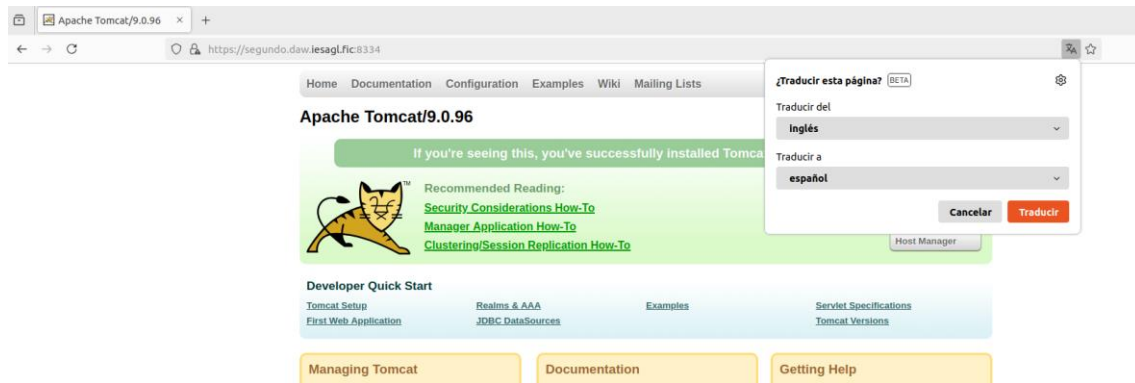 Apache Tomcat/9.0.96
https://segundo.daw.iesagl.fic:8334
Home Documentation Configuration Examples Wiki Mailing Lists
¿Traducir esta página? BETA
Traducir del
inglés
Traducir a
español
Cancelar Traducir
Apache Tomcat/9.0.96
If you're seeing this, you've successfully installed Tomca
TM
Recommended Reading:
Security Considerations How-To
Manager Application How-To
Clustering/Session Replication How-To
Host Manager
Developer Quick Start
Tomcat Setup Realms & AAA Examples Servlet Specifications
First Web Application JDBC DataSources Tomcat Versions
Managing Tomcat Documentation Getting Help